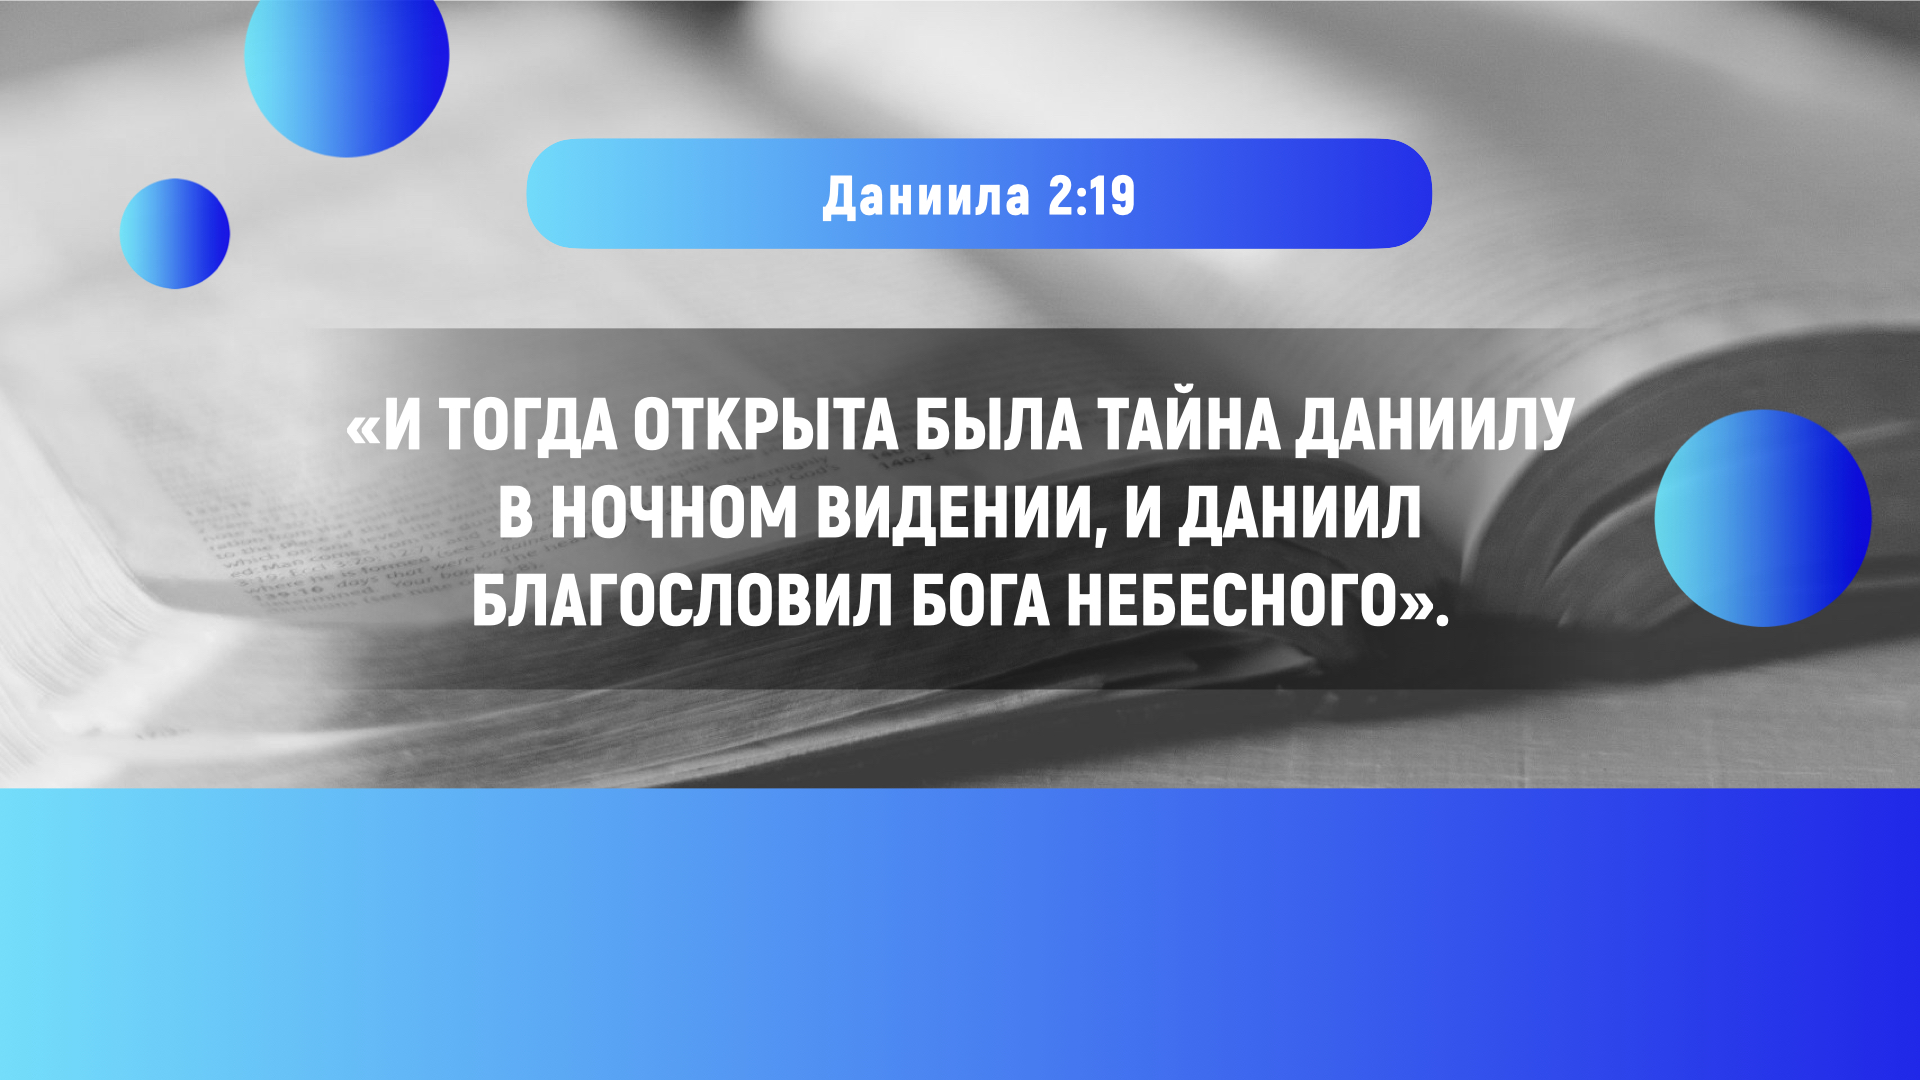 Даниила 2:19
«И ТОГДА ОТКРЫТА БЫЛА ТАЙНА ДАНИИЛУ
В НОЧНОМ ВИДЕНИИ, И ДАНИИЛ
БЛАГОСЛОВИЛ БОГА НЕБЕСНОГО».